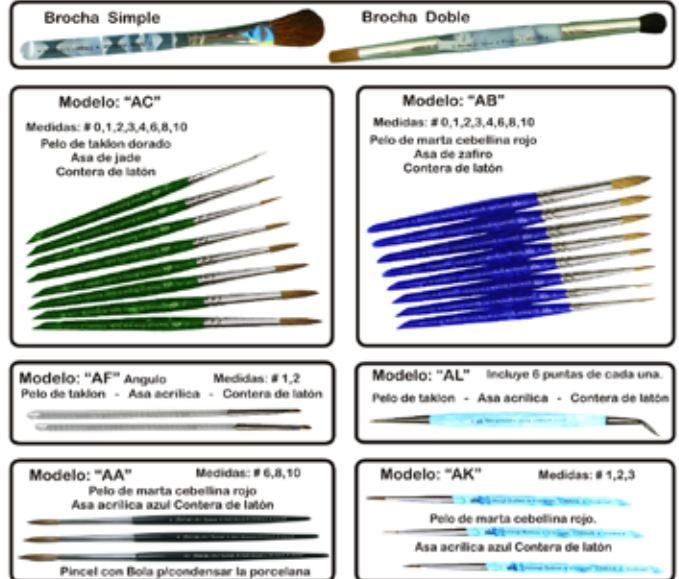 Brocha Simple
Brocha Doble
Modelo: "AC"
Medidas: # 0,1,2,3,4,6,8,10
Pelo de taklon dorado
Asa de jade
Contera de latón
Modelo: "AB"
Medidas: # 0,1,2,3,4,6,8,10
Pelo de marta cebellina rojo
Asa de zafiro
Contera de latón
Modelo: "AF" Angulo Medidas: # 1,2
Pelo de taklon - Asa acrílica - Contera de latón
Modelo: "AL" Incluye 6 puntas de cada una.
Pelo de taklon - Asa acrílica - Contera de latón
Modelo: "AA" Medidas: # 6,8,10
Pelo de marta cebellina rojo
Asa acrílica azul Contera de latón
Pincel con Bola p/condensar la porcelana
Modelo: "AK" Medidas: # 1,2,3
Pelo de marta cebellina rojo.
Asa acrílica azul Contera de latón